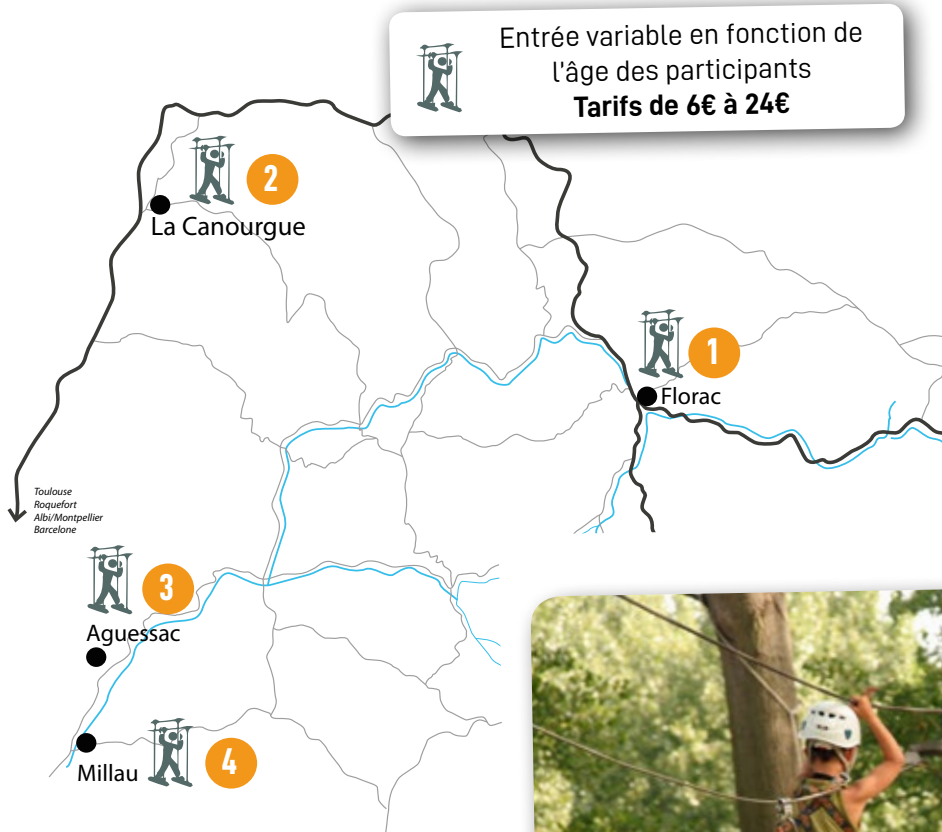 Entrée variable en fonction de
l'âge des participants
Tarifs de 6€ à 24€
2
La Canourgue
1
Florac
Toulouse
Roquefort
Albi/Montpellier
Barcelone
3
Aguessac
Millau
4